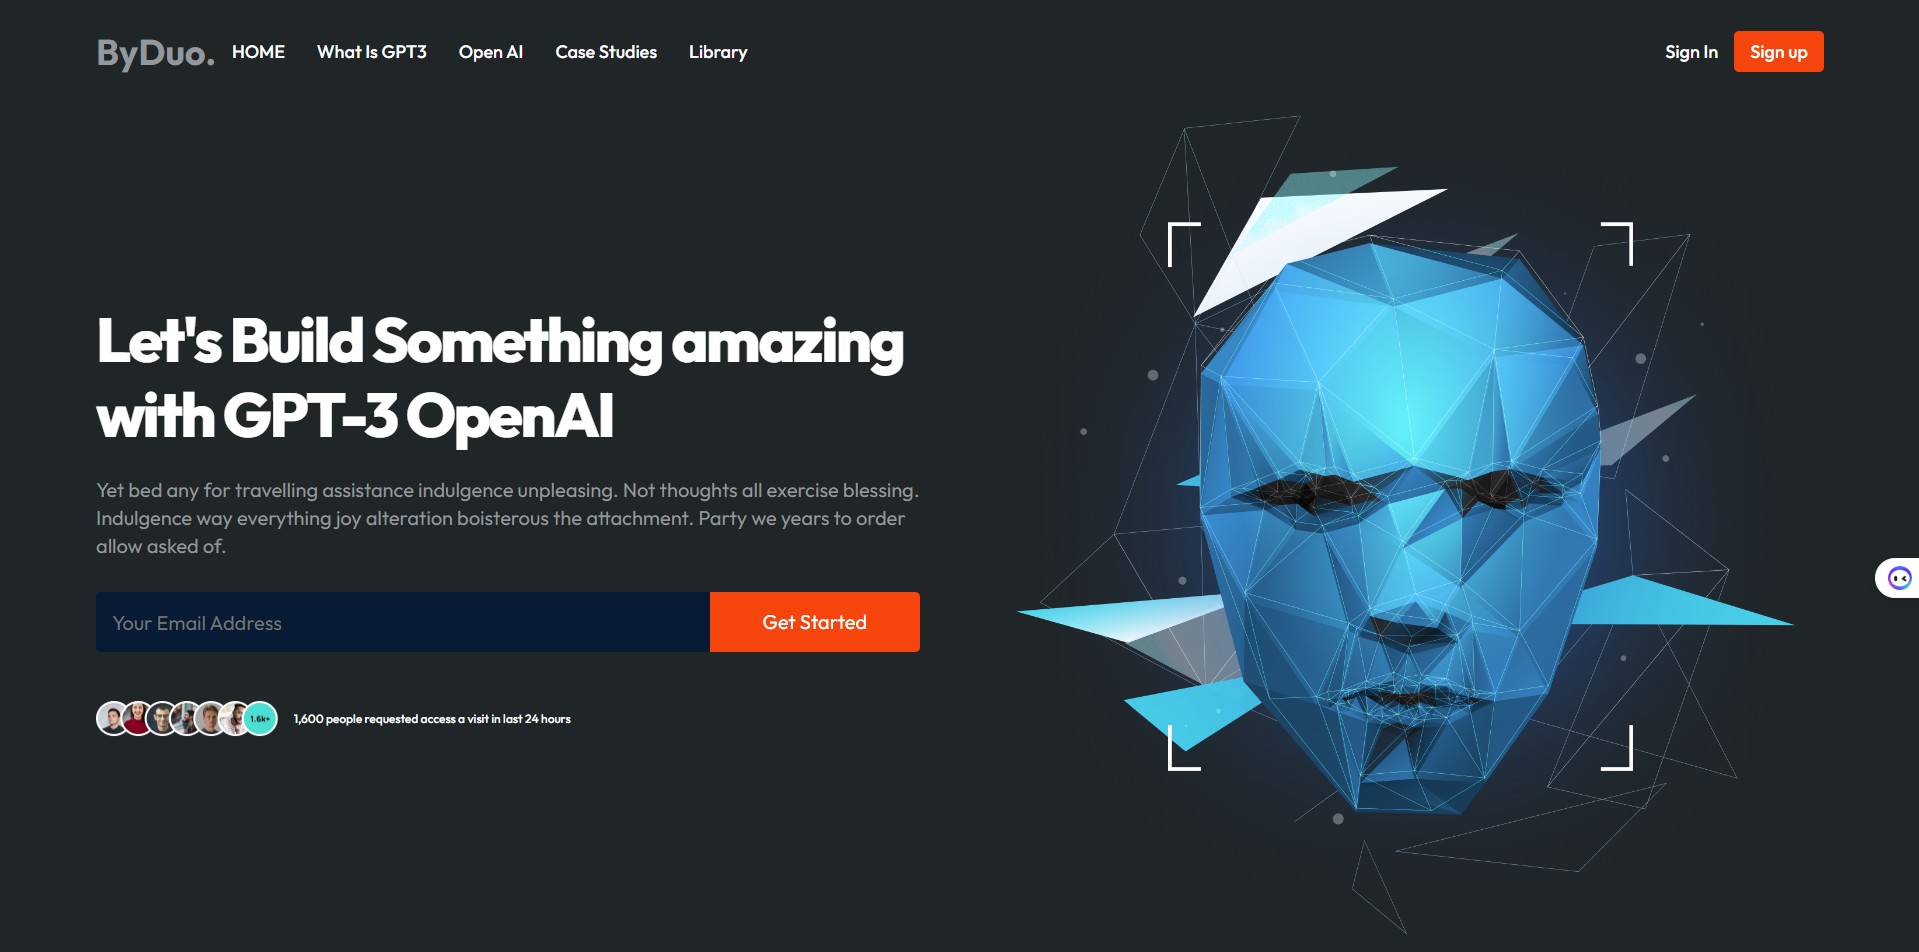 ByDuo. HOME What Is GPT3 Open AI Case Studies Library Sign In Sign up
Let's Build Something amazing
with GPT-3 OpenAI
Yet bed any for travelling assistance indulgence unpleasing. Not thoughts all exercise blessing.
Indulgence way everything joy alteration boisterous the attachment. Party we years to order
allow asked of.
Your Email Address Get Started
1.6k+ 1,600 people requested access a visit in last 24 hours